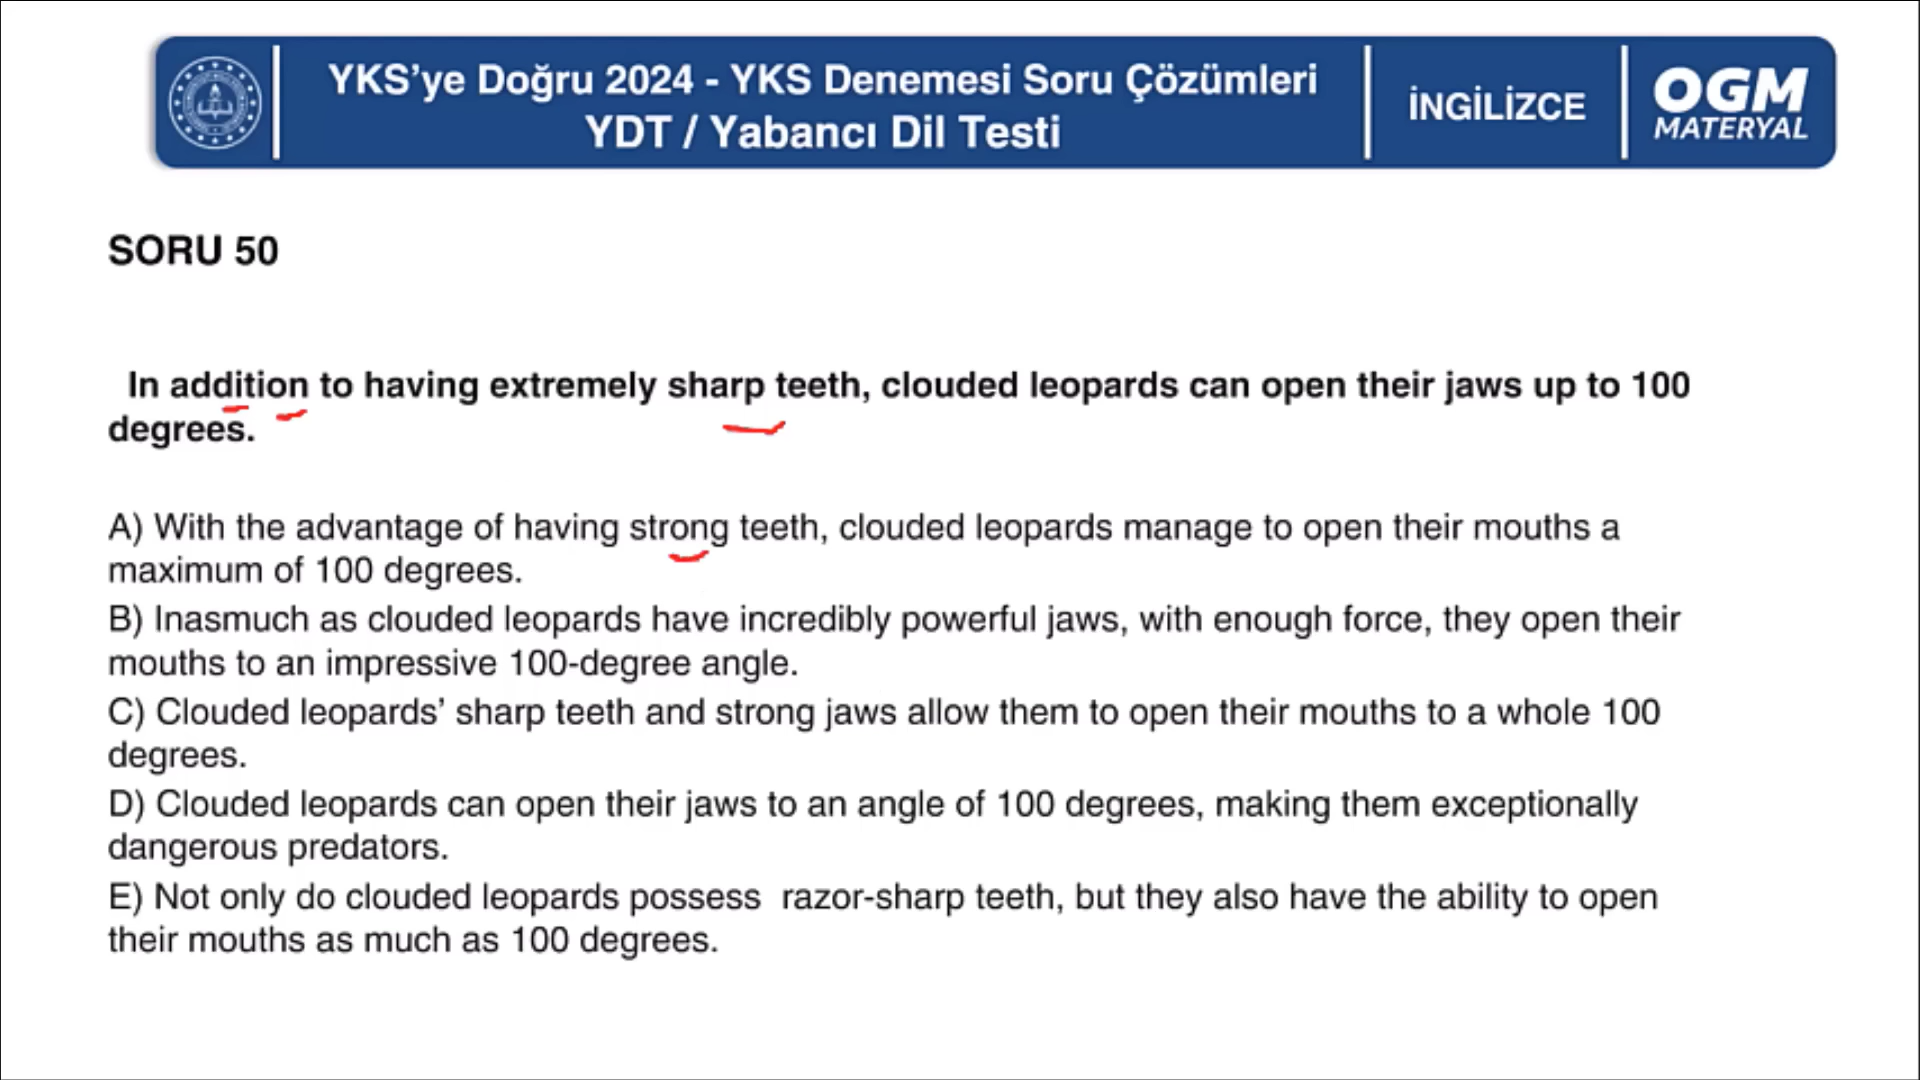 YKS’ye Doğru 2024 - YKS Denemesi Soru Çözümleri
YDT / Yabancı Dil Testi
İNGİLİZCE
OGM
MATERYAL
SORU 50
In addition to having extremely sharp teeth, clouded leopards can open their jaws up to 100
degrees.
A) With the advantage of having strong teeth, clouded leopards manage to open their mouths a
maximum of 100 degrees.
B) Inasmuch as clouded leopards have incredibly powerful jaws, with enough force, they open their
mouths to an impressive 100-degree angle.
C) Clouded leopards’ sharp teeth and strong jaws allow them to open their mouths to a whole 100
degrees.
D) Clouded leopards can open their jaws to an angle of 100 degrees, making them exceptionally
dangerous predators.
E) Not only do clouded leopards possess  razor-sharp teeth, but they also have the ability to open
their mouths as much as 100 degrees.